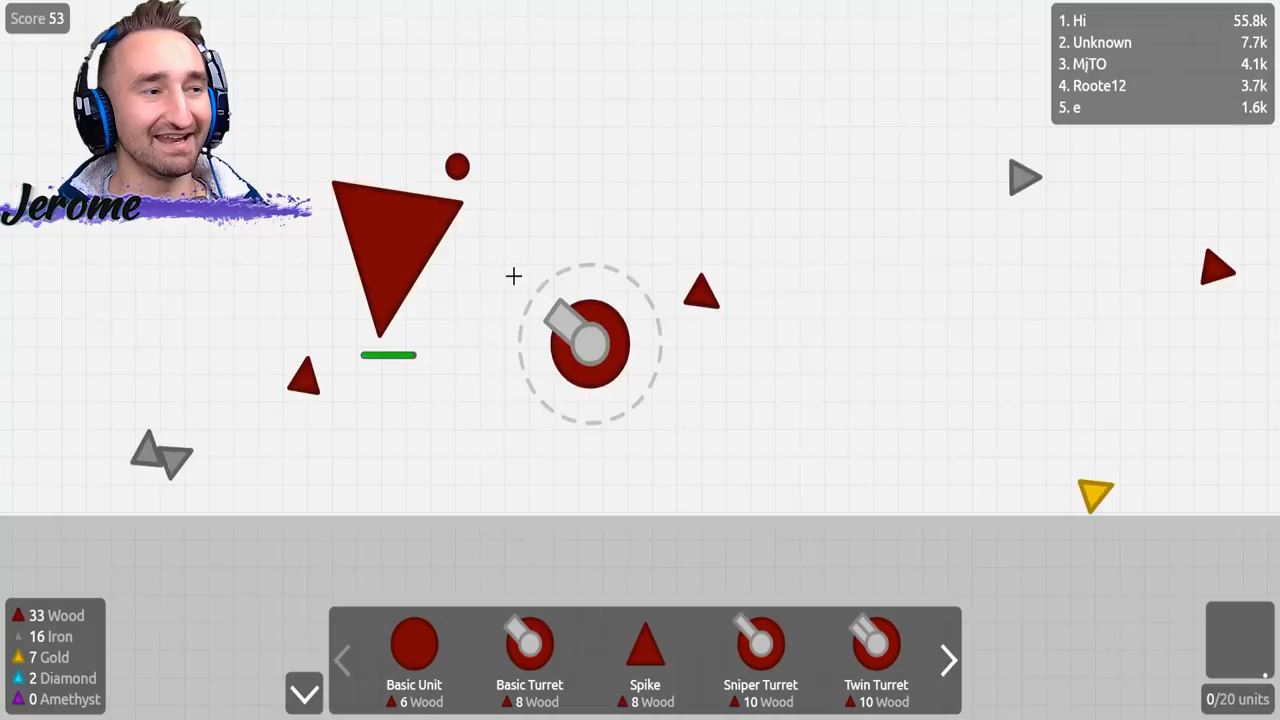 Score 53
1. Hi 55.8k
2. Unknown 7.7k
3. MjTO 4.1k
4. Roote12 3.7k
5. e 1.6k
Jerome
33 Wood
16 Iron
7 Gold
2 Diamond
0 Amethyst
Basic Unit
6 Wood
Basic Turret
8 Wood
Spike
8 Wood
Sniper Turret
10 Wood
Twin Turret
10 Wood
0/20 units